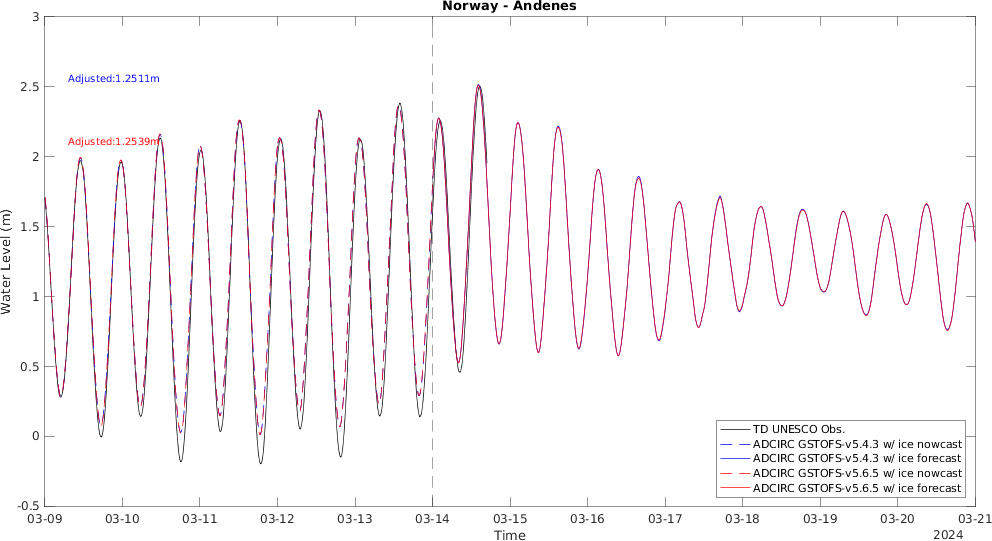 Norway - Andenes
3
2.5
2
1.5
1
0.5
0
-0.5
Water Level (m)
Adjusted:1.2511m
Adjusted:1.2539m
TD UNESCO Obs.
ADCIRC GSTOFS-v5.4.3 w/ ice nowcast
ADCIRC GSTOFS-v5.4.3 w/ ice forecast
ADCIRC GSTOFS-v5.6.5 w/ ice nowcast
ADCIRC GSTOFS-v5.6.5 w/ ice forecast
03-09 03-10 03-11 03-12 03-13 03-14 03-15 03-16 03-17 03-18 03-19 03-20 03-21
Time
2024